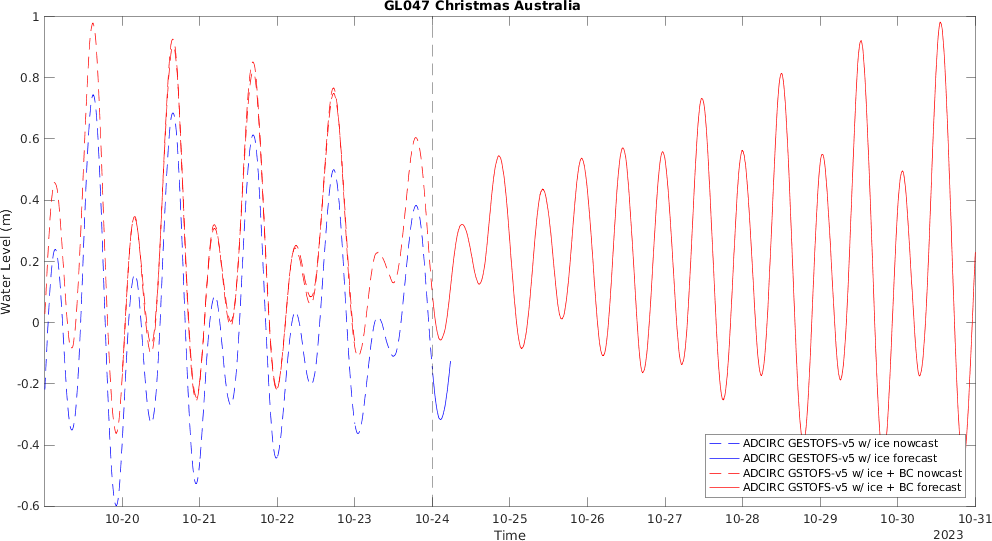 GL047 Christmas Australia
1
0.8
0.6
0.4
0.2
0
-0.2
-0.4
-0.6
Water Level (m)
10-20 10-21 10-22 10-23 10-24 10-25 10-26 10-27 10-28 10-29 10-30 10-31
Time
2023
ADCIRC GESTOFS-v5 w/ ice nowcast
ADCIRC GESTOFS-v5 w/ ice forecast
ADCIRC GSTOFS-v5 w/ ice + BC nowcast
ADCIRC GSTOFS-v5 w/ ice + BC forecast